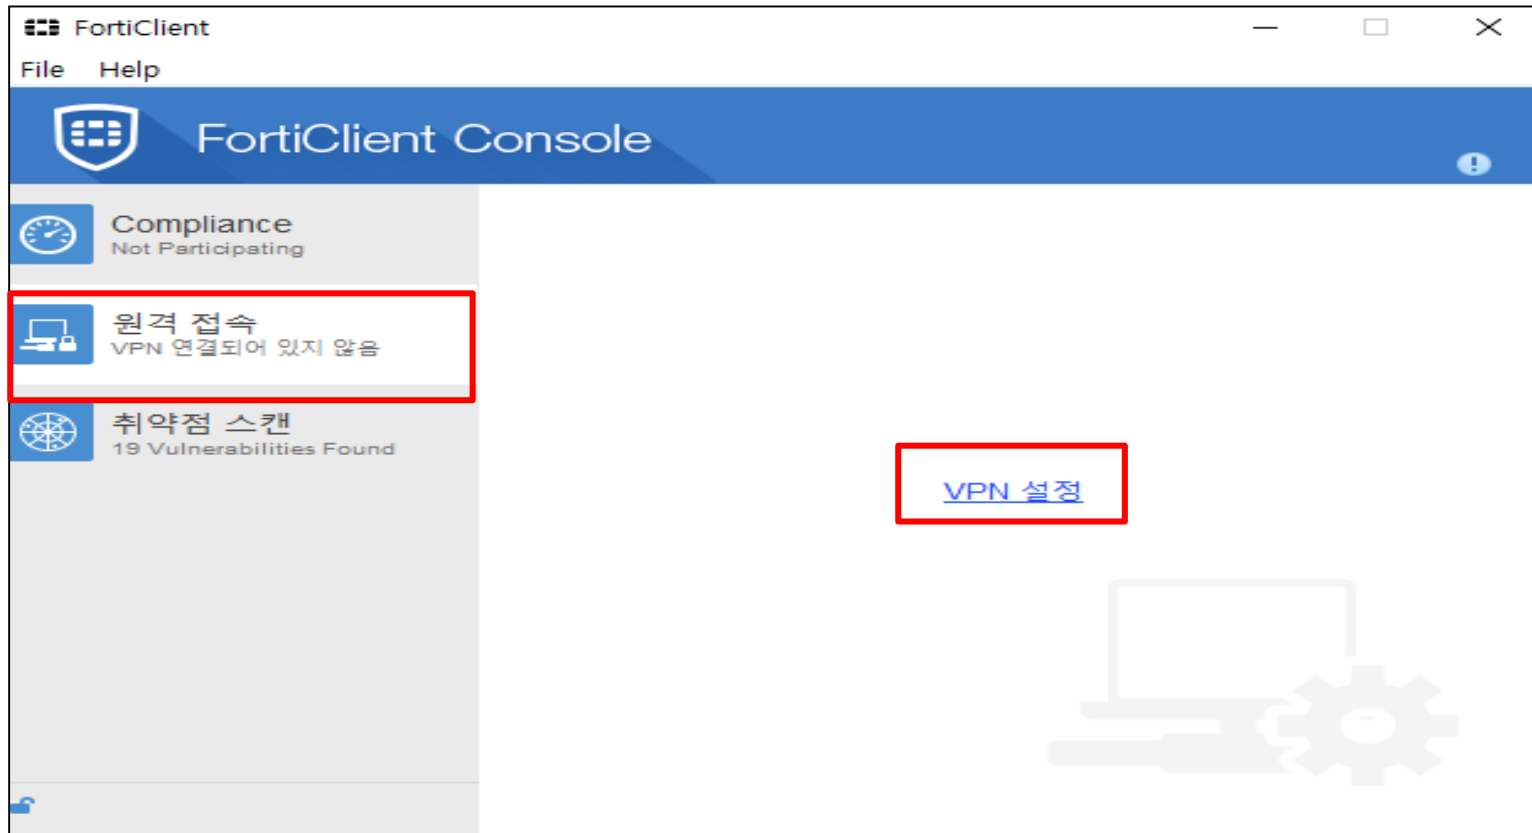 FortiClient
File Help
FortiClient Console
Compliance
Not Participating
원격 접속
VPN 연결되어 있지 않음
취약점 스캔
19 Vulnerabilities Found
VPN 설정